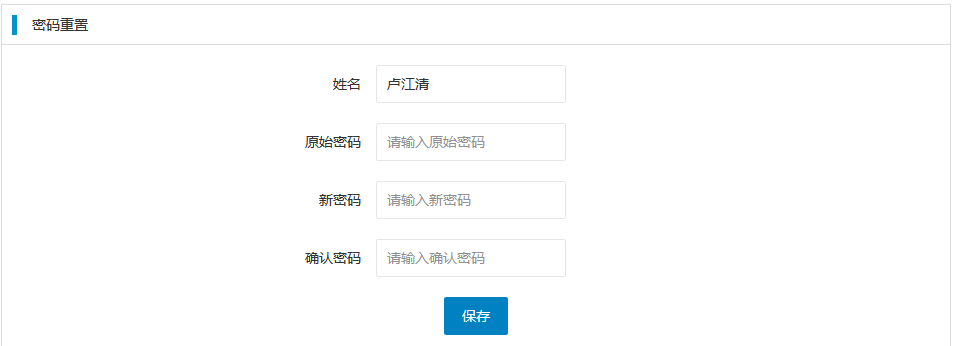 密码重置
姓名 卢江清
原始密码 请输入原始密码
新密码 请输入新密码
确认密码 请输入确认密码
保存